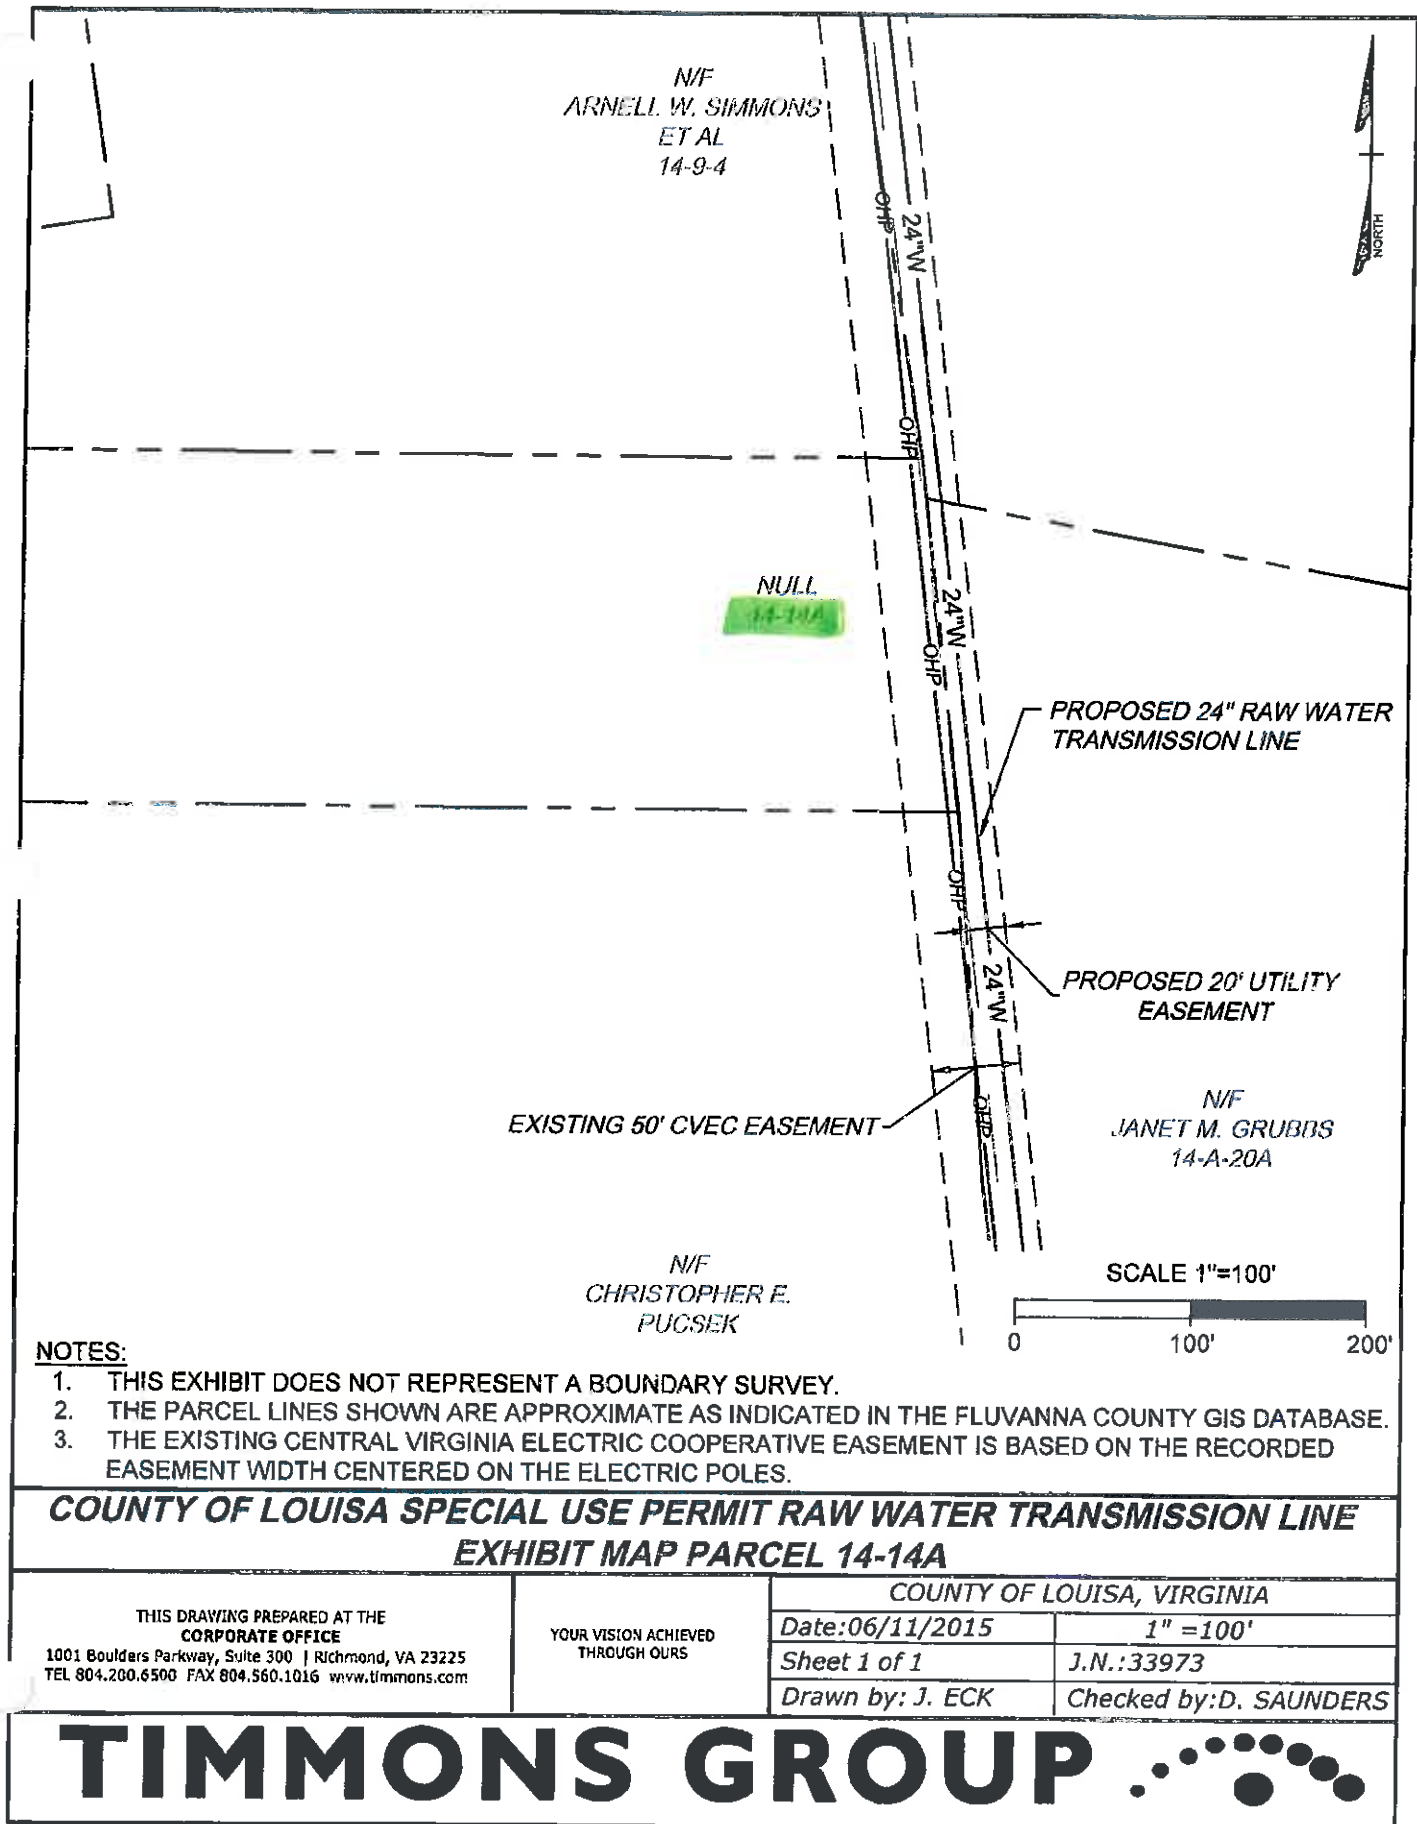 N/F
ARNELL W. SIMMONS
ET AL
14-9-4
NORTH
OHP
24"W
OHP
NULL
14-14A
24"W
OHP
PROPOSED 24" RAW WATER
TRANSMISSION LINE
OHP
24"W
PROPOSED 20' UTILITY
EASEMENT
OHP
EXISTING 50' CVEC EASEMENT
N/F
JANET M. GRUBBS
14-A-20A
N/F
CHRISTOPHER E.
PUCSEK
SCALE 1"=100'
0 100' 200'
NOTES:
1. THIS EXHIBIT DOES NOT REPRESENT A BOUNDARY SURVEY.
2. THE PARCEL LINES SHOWN ARE APPROXIMATE AS INDICATED IN THE FLUVANNA COUNTY GIS DATABASE.
3. THE EXISTING CENTRAL VIRGINIA ELECTRIC COOPERATIVE EASEMENT IS BASED ON THE RECORDED
EASEMENT WIDTH CENTERED ON THE ELECTRIC POLES.
COUNTY OF LOUISA SPECIAL USE PERMIT RAW WATER TRANSMISSION LINE
EXHIBIT MAP PARCEL 14-14A
THIS DRAWING PREPARED AT THE
CORPORATE OFFICE
1001 Boulders Parkway, Suite 300 | Richmond, VA 23225
TEL 804.200.6500 FAX 804.560.1016 www.timmons.com
YOUR VISION ACHIEVED
THROUGH OURS
COUNTY OF LOUISA, VIRGINIA
Date:06/11/2015 1" =100'
Sheet 1 of 1 J.N.:33973
Drawn by: J. ECK Checked by:D. SAUNDERS
TIMMONS GROUP